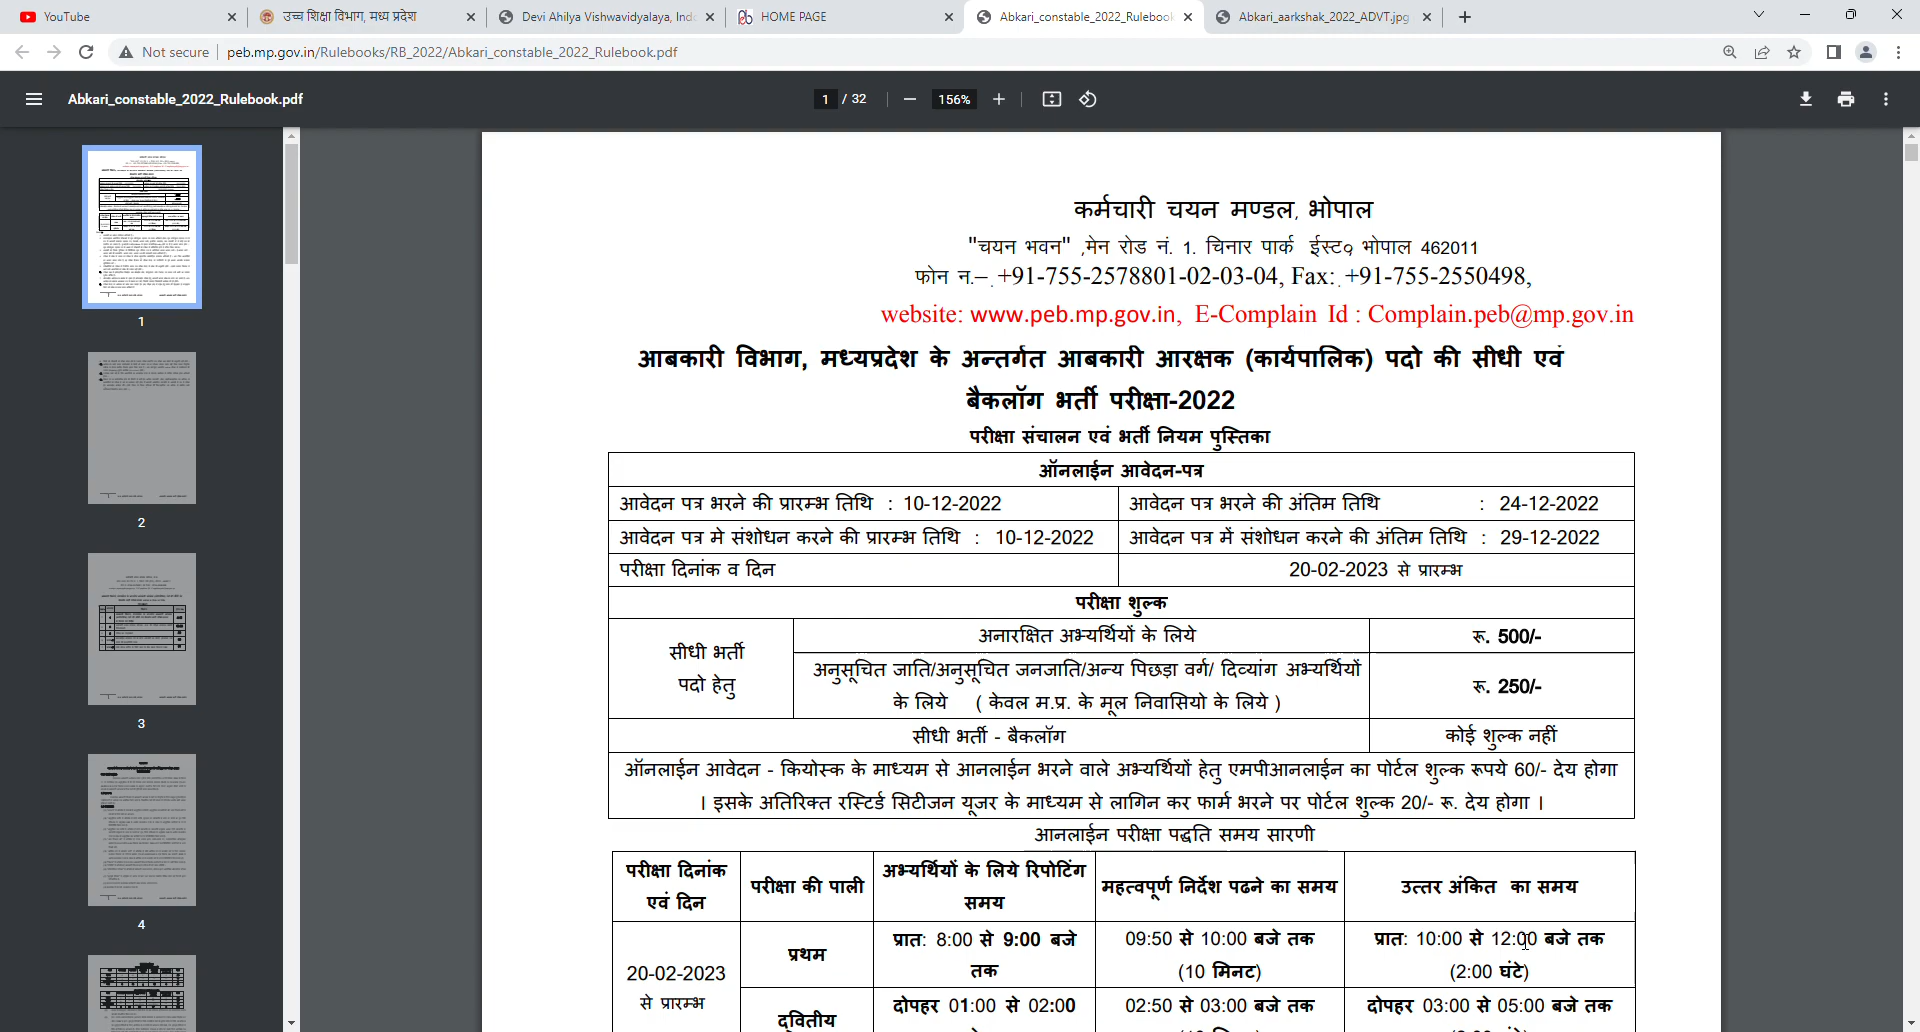 YouTube
उच्च शिक्षा विभाग, मध्य प्रदेश
Devi Ahilya Vishwavidyalaya, Ind
HOME PAGE
Abkari_constable_2022_Rulebook
Abkari_aarkshak_2022_ADVT.jpg
Not secure
peb.mp.gov.in/Rulebooks/RB_2022/Abkari_constable_2022_Rulebook.pdf
Abkari_constable_2022_Rulebook.pdf
1 / 32
156%
1
2
3
4
कर्मचारी चयन मण्डल, भोपाल
"चयन भवन" ,मेन रोड नं. 1. चिनार पार्क ईस्ट० भोपाल 462011
फोन न.–. +91-755-2578801-02-03-04, Fax:. +91-755-2550498,
website: www.peb.mp.gov.in, E-Complain Id : Complain.peb@mp.gov.in
आबकारी विभाग, मध्यप्रदेश के अन्तर्गत आबकारी आरक्षक (कार्यपालिक) पदो की सीधी एवं
बैकलॉग भर्ती परीक्षा-2022
परीक्षा संचालन एवं भर्ती नियम पुस्तिका
ऑनलाईन आवेदन-पत्र
आवेदन पत्र भरने की प्रारम्भ तिथि : 10-12-2022
आवेदन पत्र भरने की अंतिम तिथि : 24-12-2022
आवेदन पत्र मे संशोधन करने की प्रारम्भ तिथि : 10-12-2022
आवेदन पत्र में संशोधन करने की अंतिम तिथि : 29-12-2022
परीक्षा दिनांक व दिन
20-02-2023 से प्रारम्भ
परीक्षा शुल्क
सीधी भर्ती
पदो हेतु
अनारक्षित अभ्यर्थियों के लिये
रू. 500/-
अनुसूचित जाति/अनुसूचित जनजाति/अन्य पिछड़ा वर्ग/ दिव्यांग अभ्यर्थियों
के लिये ( केवल म.प्र. के मूल निवासियो के लिये )
रू. 250/-
सीधी भर्ती - बैकलॉग
कोई शुल्क नहीं
ऑनलाईन आवेदन - कियोस्क के माध्यम से आनलाईन भरने वाले अभ्यर्थियों हेतु एमपीआनलाईन का पोर्टल शुल्क रूपये 60/- देय होगा
। इसके अतिरिक्त रस्टिर्ड सिटीजन यूजर के माध्यम से लागिन कर फार्म भरने पर पोर्टल शुल्क 20/- रू. देय होगा ।
आनलाईन परीक्षा पद्धति समय सारणी
परीक्षा दिनांक
एवं दिन
परीक्षा की पाली
अभ्यर्थियों के लिये रिपोटिंग
समय
महत्वपूर्ण निर्देश पढने का समय
उत्तर अंकित का समय
20-02-2023
से प्रारम्भ
प्रथम
प्रात: 8:00 से 9:00 बजे
तक
09:50 से 10:00 बजे तक
(10 मिनट)
प्रात: 10:00 से 12:00 बजे तक
(2:00 घंटे)
द्वितीय
दोपहर 01:00 से 02:00
02:50 से 03:00 बजे तक
दोपहर 03:00 से 05:00 बजे तक